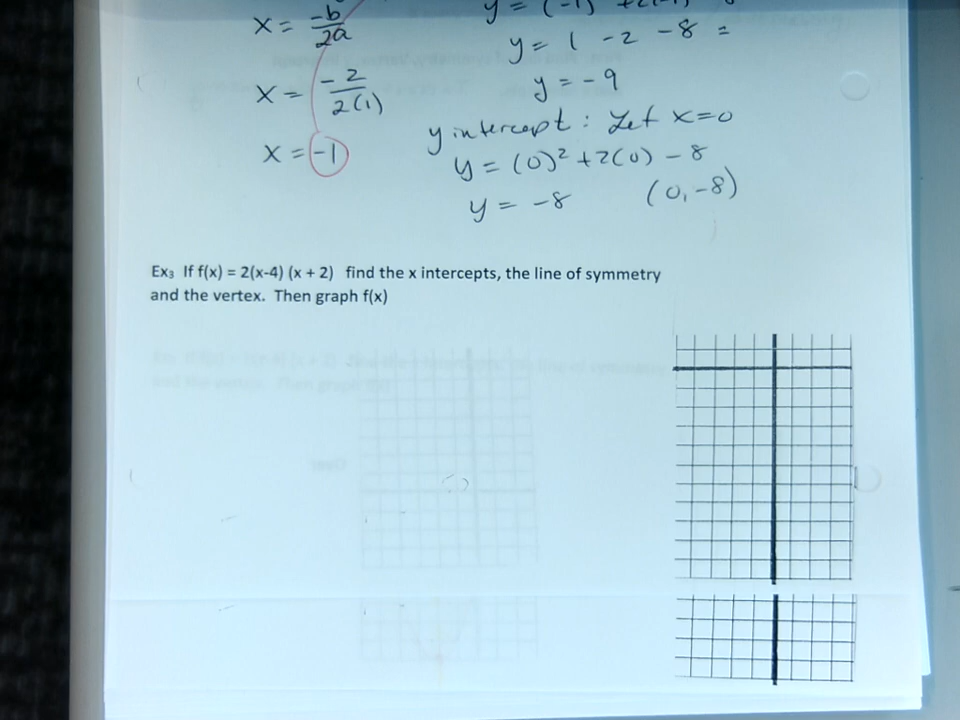 x = -b/2a
y = (-1)
y = 1 - 2 - 8 =
x = -2/2(1)
y = -9
x = -1
y intercept : Let x=0
y = (0)² + 2(0) - 8
y = -8 (0, -8)
Ex₃ If f(x) = 2(x-4) (x + 2) find the x intercepts, the line of symmetry
and the vertex. Then graph f(x)